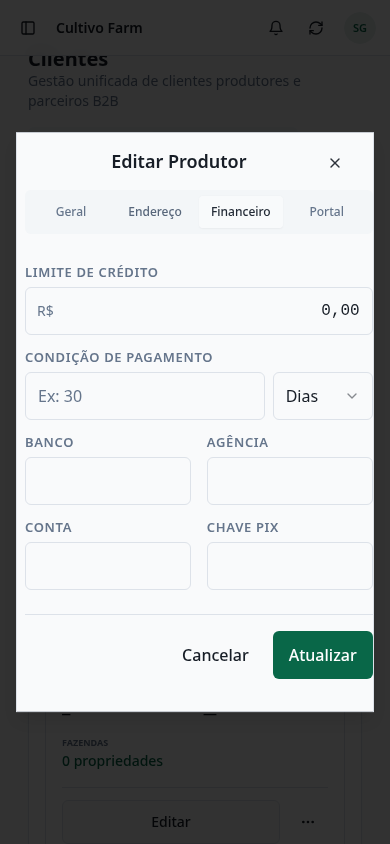 Cultivo Farm
SG
Clientes
Gestão unificada de clientes produtores e
parceiros B2B
Editar Produtor
Geral
Endereço
Financeiro
Portal
LIMITE DE CRÉDITO
R$
0,00
CONDIÇÃO DE PAGAMENTO
Ex: 30
Dias
BANCO
AGÊNCIA
CONTA
CHAVE PIX
Cancelar
Atualizar
FAZENDAS
0 propriedades
Editar